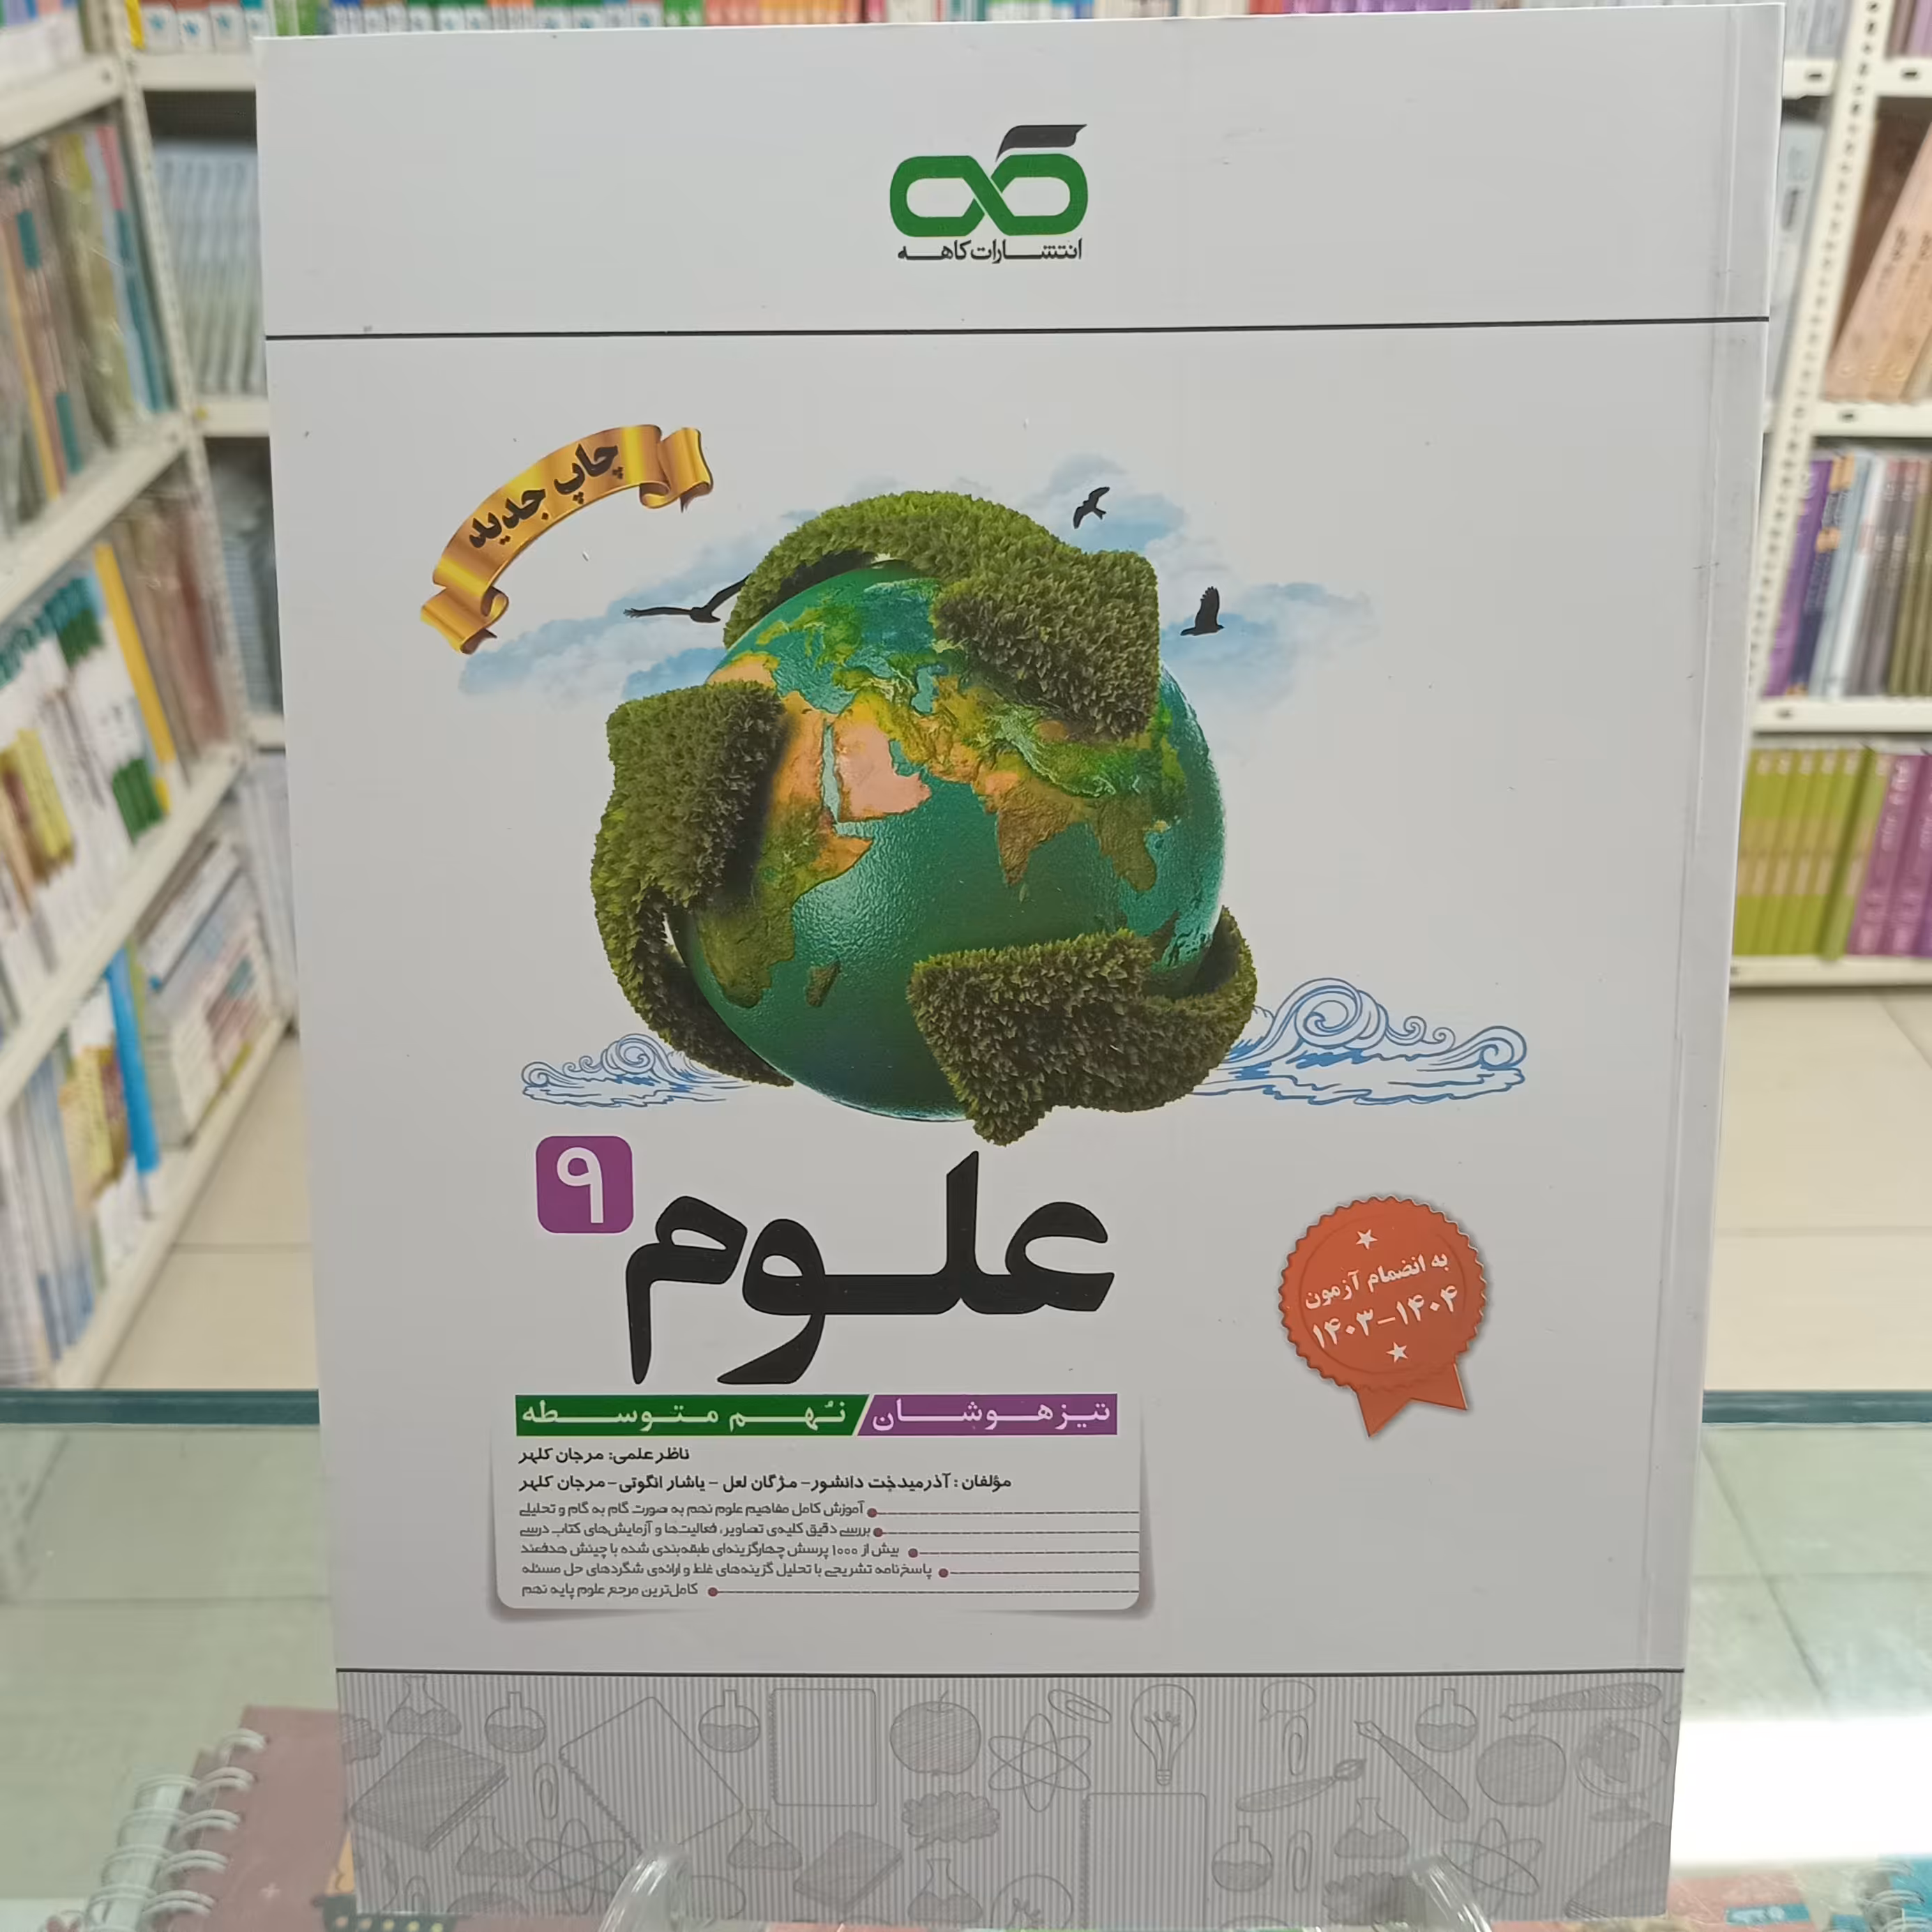 انتشارات کاهه
چاپ جدید
علوم ۹
تیزهوشان / نُهم متوسطه
به انضمام آزمون
۱۴۰۳-۱۴۰۴
ناظر علمی: مرجان کلهر
مؤلفان: آذرمیدخت دانشور- مژگان لعل - یاشار انگوتی- مرجان کلهر
آموزش کامل مفاهیم علوم نهم به صورت گام به گام و تحلیلی
بررسی دقیق کلیه‌ی تصاویر، فعالیت‌ها و آزمایش‌های کتاب درسی
بیش از ۱۰۰۰ پرسش چهارگزینه‌ای طبقه‌بندی شده با چینش هدفمند
پاسخ‌نامه تشریحی با تحلیل گزینه‌های غلط و ارائه‌ی شگردهای حل مسئله
کامل‌ترین مرجع علوم پایه نهم